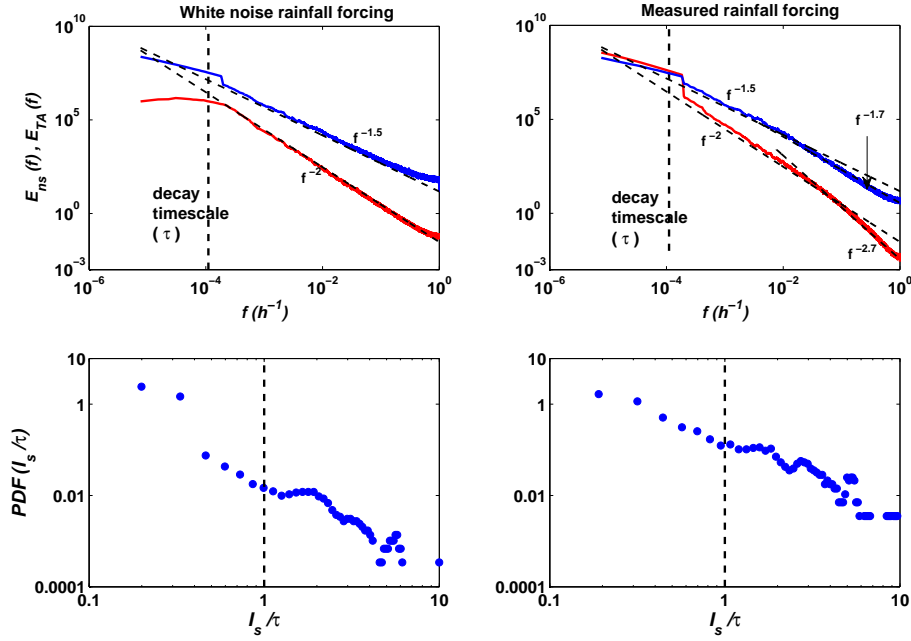 White noise rainfall forcing
10^10
10^5
10^0
10^−3
E_ns (f) , E_TA (f)
f^−1.5
f^−2
decay
timescale
( τ )
10^−6
10^−4
10^−2
10^0
f (h^−1)
Measured rainfall forcing
10^10
10^5
10^0
10^−3
f^−1.5
f^−1.7
f^−2
decay
timescale
( τ )
f^−2.7
10^−6
10^−4
10^−2
10^0
f (h^−1)
10
1
0.01
0.0001
PDF (I_s /τ)
0.1
1
10
I_s /τ
10
1
0.01
0.0001
0.1
1
10
I_s /τ